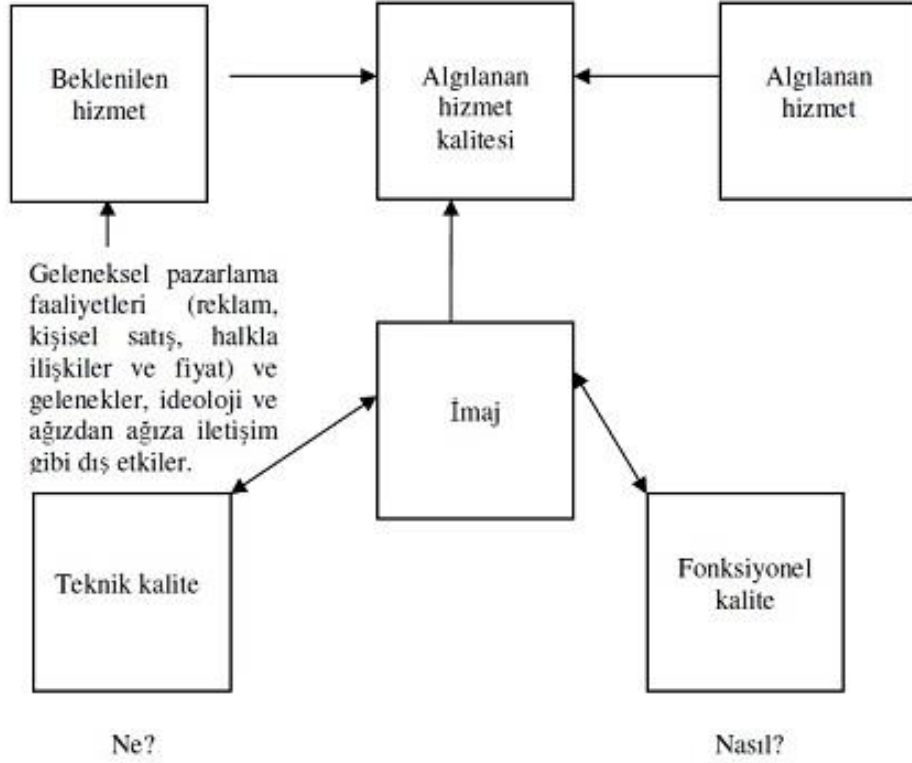 Beklenilen
hizmet
Algılanan
hizmet
kalitesi
Algılanan
hizmet
Geleneksel pazarlama
faaliyetleri (reklam,
kişisel satış, halkla
ilişkiler ve fiyat) ve
gelenekler, ideoloji ve
ağızdan ağıza iletişim
gibi dış etkiler.
İmaj
Teknik kalite
Fonksiyonel
kalite
Ne?
Nasıl?